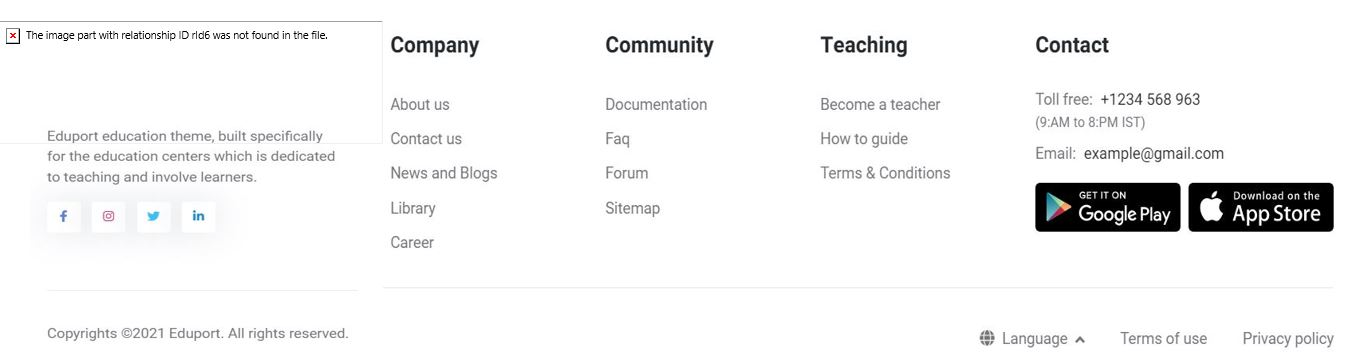 The image part with relationship ID rId6 was not found in the file.
Eduport education theme, built specifically
for the education centers which is dedicated
to teaching and involve learners.
Company
About us
Contact us
News and Blogs
Library
Career
Community
Documentation
Faq
Forum
Sitemap
Teaching
Become a teacher
How to guide
Terms & Conditions
Contact
Toll free: +1234 568 963
(9:AM to 8:PM IST)
Email: example@gmail.com
GET IT ON
Google Play
Download on the
App Store
Copyrights ©2021 Eduport. All rights reserved.
Language
Terms of use
Privacy policy